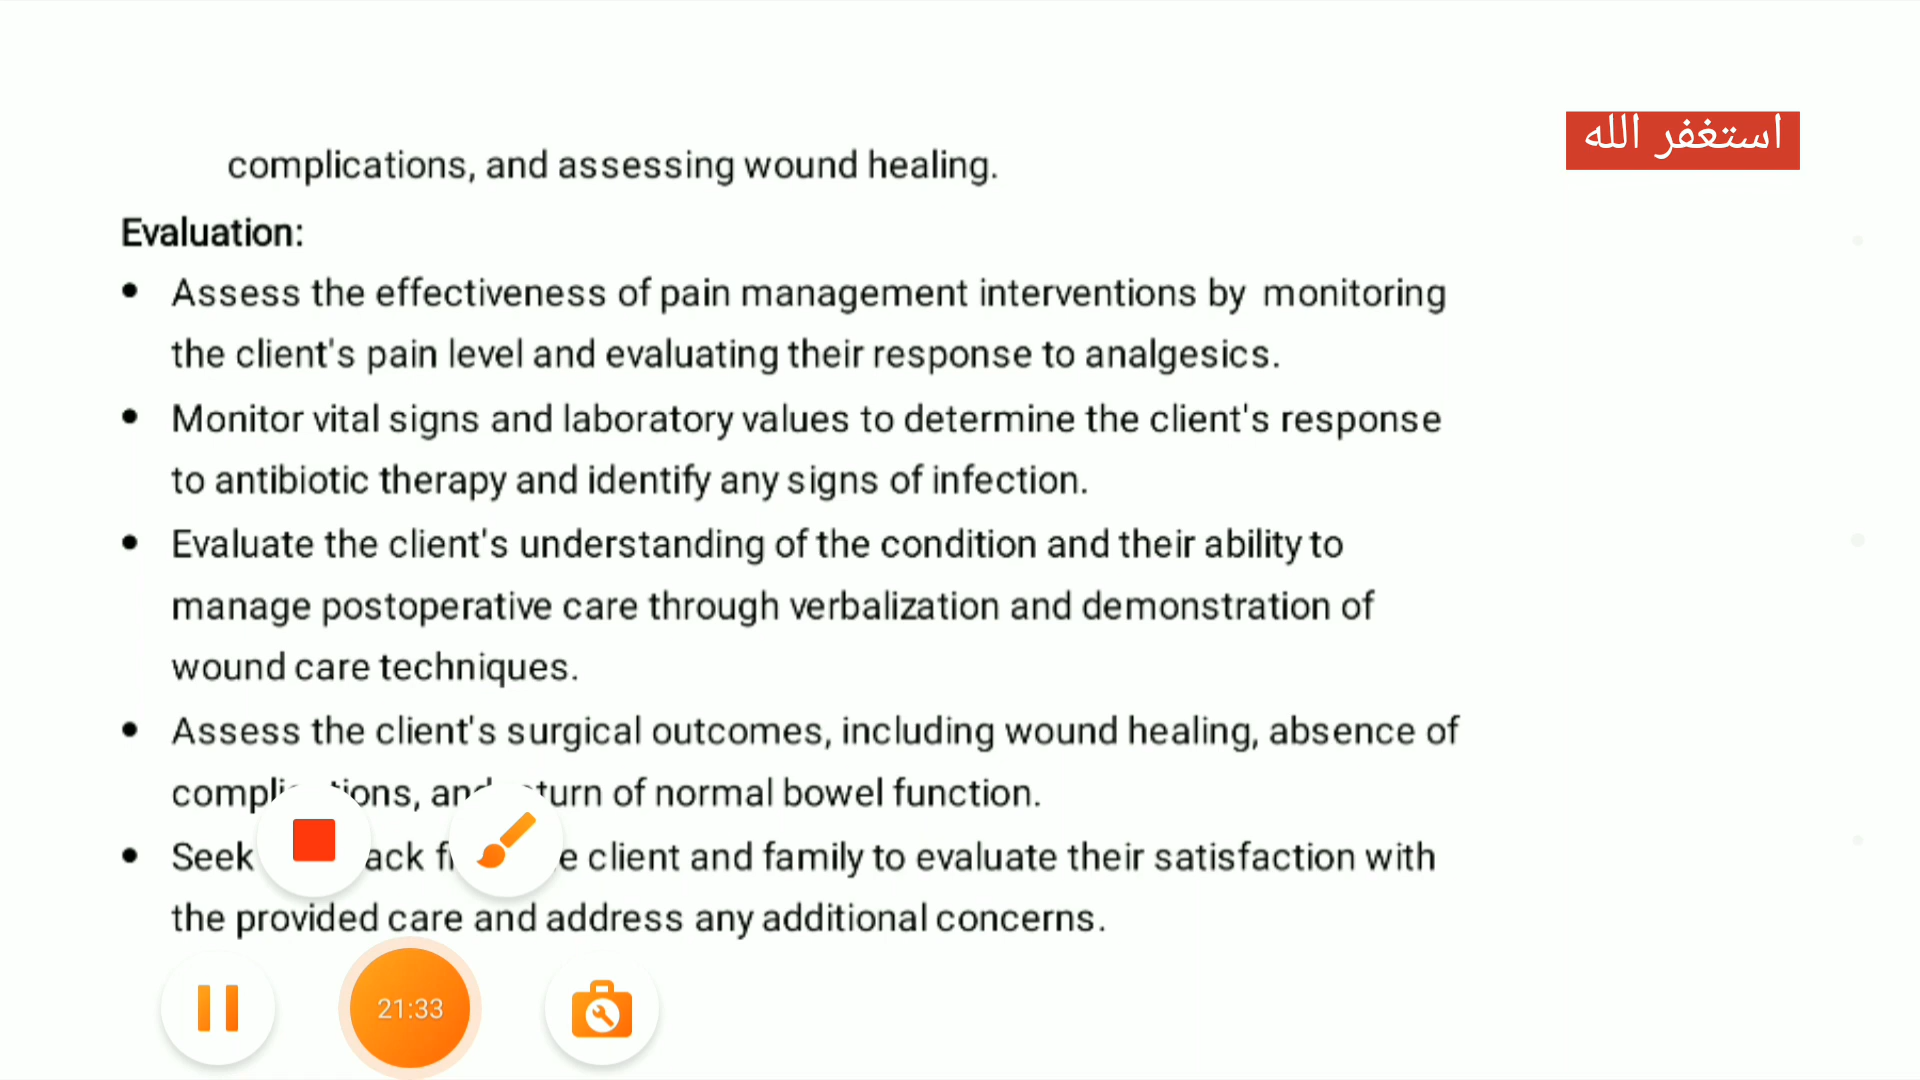 استغفر الله
complications, and assessing wound healing.
Evaluation:
• Assess the effectiveness of pain management interventions by monitoring
the client's pain level and evaluating their response to analgesics.
• Monitor vital signs and laboratory values to determine the client's response
to antibiotic therapy and identify any signs of infection.
• Evaluate the client's understanding of the condition and their ability to
manage postoperative care through verbalization and demonstration of
wound care techniques.
• Assess the client's surgical outcomes, including wound healing, absence of
complications, and return of normal bowel function.
• Seek client and family to evaluate their satisfaction with
the provided care and address any additional concerns.
21:33